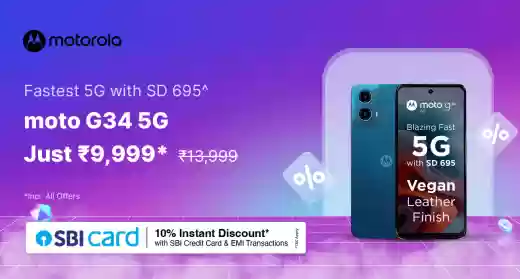 motorola
Fastest 5G with SD 695^
moto G34 5G
Just ₹9,999* ₹13,999
*Incl. All Offers
SBI card
10% Instant Discount*
with SBI Credit Card & EMI Transactions
moto g34
Blazing Fast
5G
with SD 695
Vegan
Leather
Finish
%
%